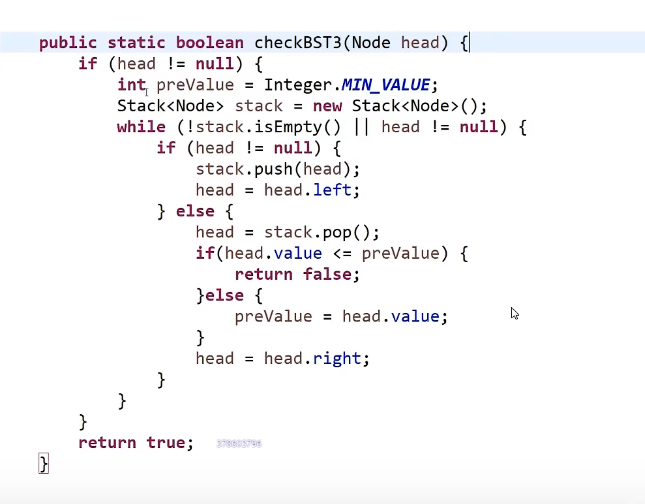 public static boolean checkBST3(Node head) {
    if (head != null) {
        int preValue = Integer.MIN_VALUE;
        Stack<Node> stack = new Stack<Node>();
        while (!stack.isEmpty() || head != null) {
            if (head != null) {
                stack.push(head);
                head = head.left;
            } else {
                head = stack.pop();
                if(head.value <= preValue) {
                    return false;
                }else {
                    preValue = head.value;
                }
                head = head.right;
            }
        }
    }
    return true;
}